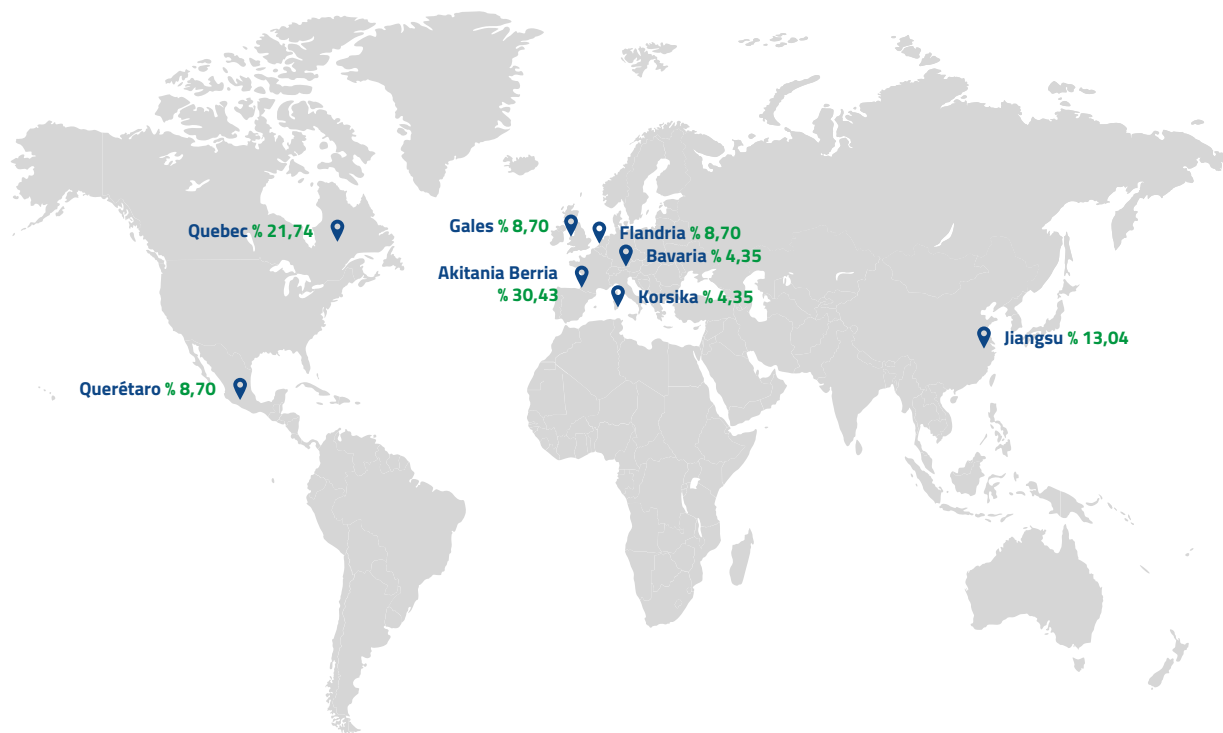 Gales % 8,70
Quebec % 21,74
Flandria % 8,70
Bavaria % 4,35
Akitania Berria
% 30,43
Korsika % 4,35
Jiangsu % 13,04
Querétaro % 8,70